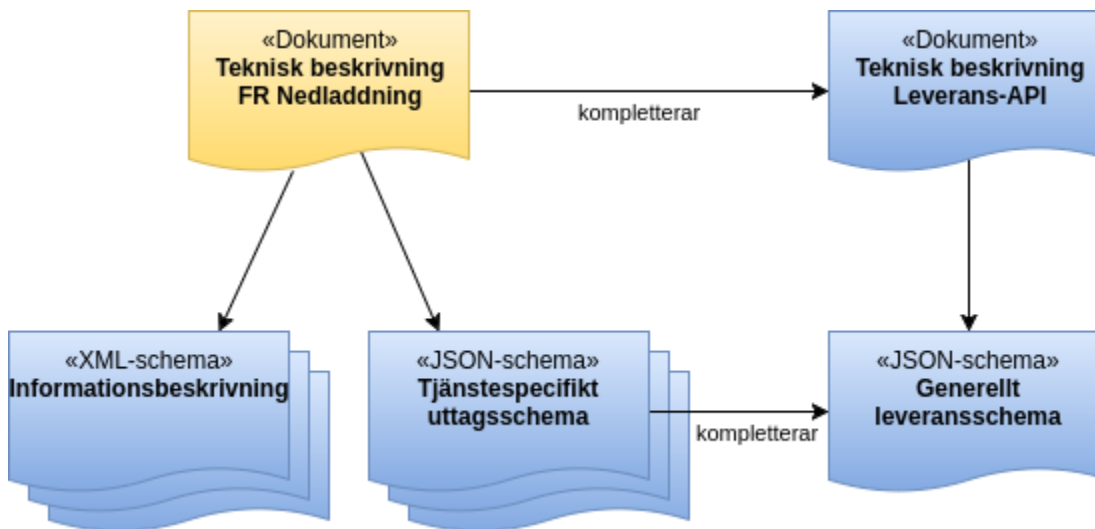 «Dokument»
Teknisk beskrivning
FR Nedladdning
kompletterar
«Dokument»
Teknisk beskrivning
Leverans-API
«XML-schema»
Informationsbeskrivning
«JSON-schema»
Tjänstespecifikt
uttagsschema
kompletterar
«JSON-schema»
Generellt
leveransschema